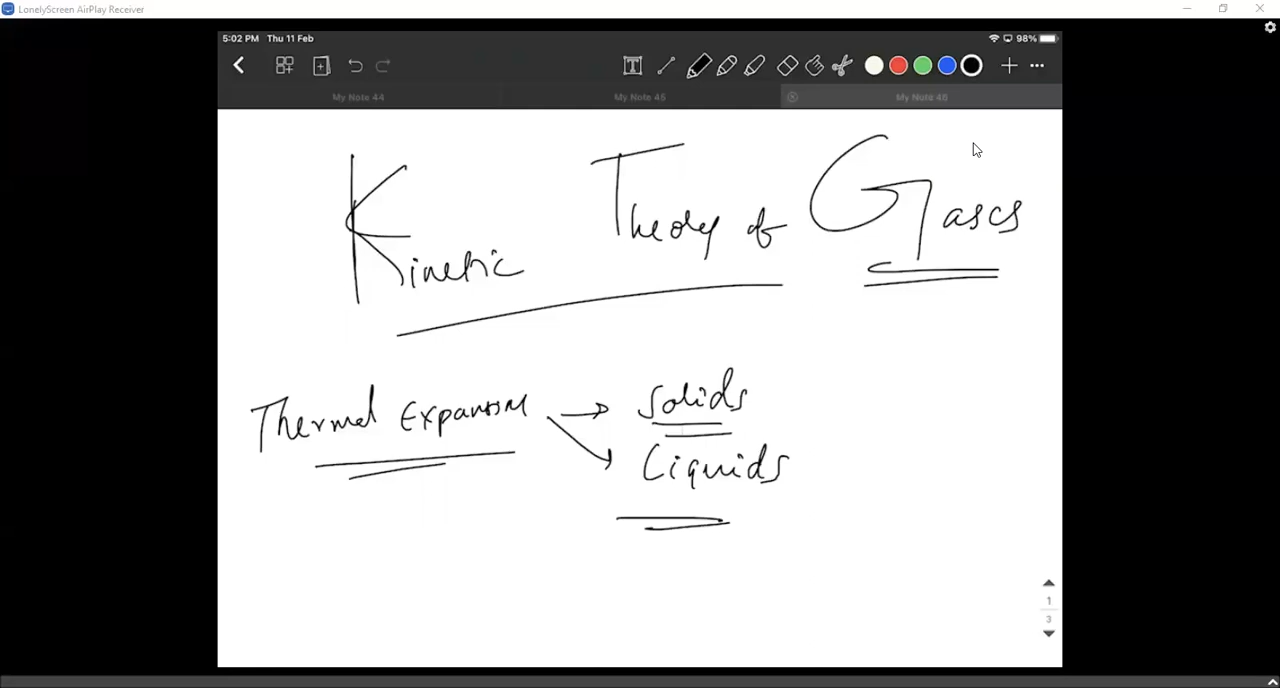 LonelyScreen AirPlay Receiver
5:02 PM Thu 11 Feb
98%
My Note 44
My Note 45
My Note 46
Kinetic Theory of Gases
Thermal Expansion → Solids
Liquids
1
3